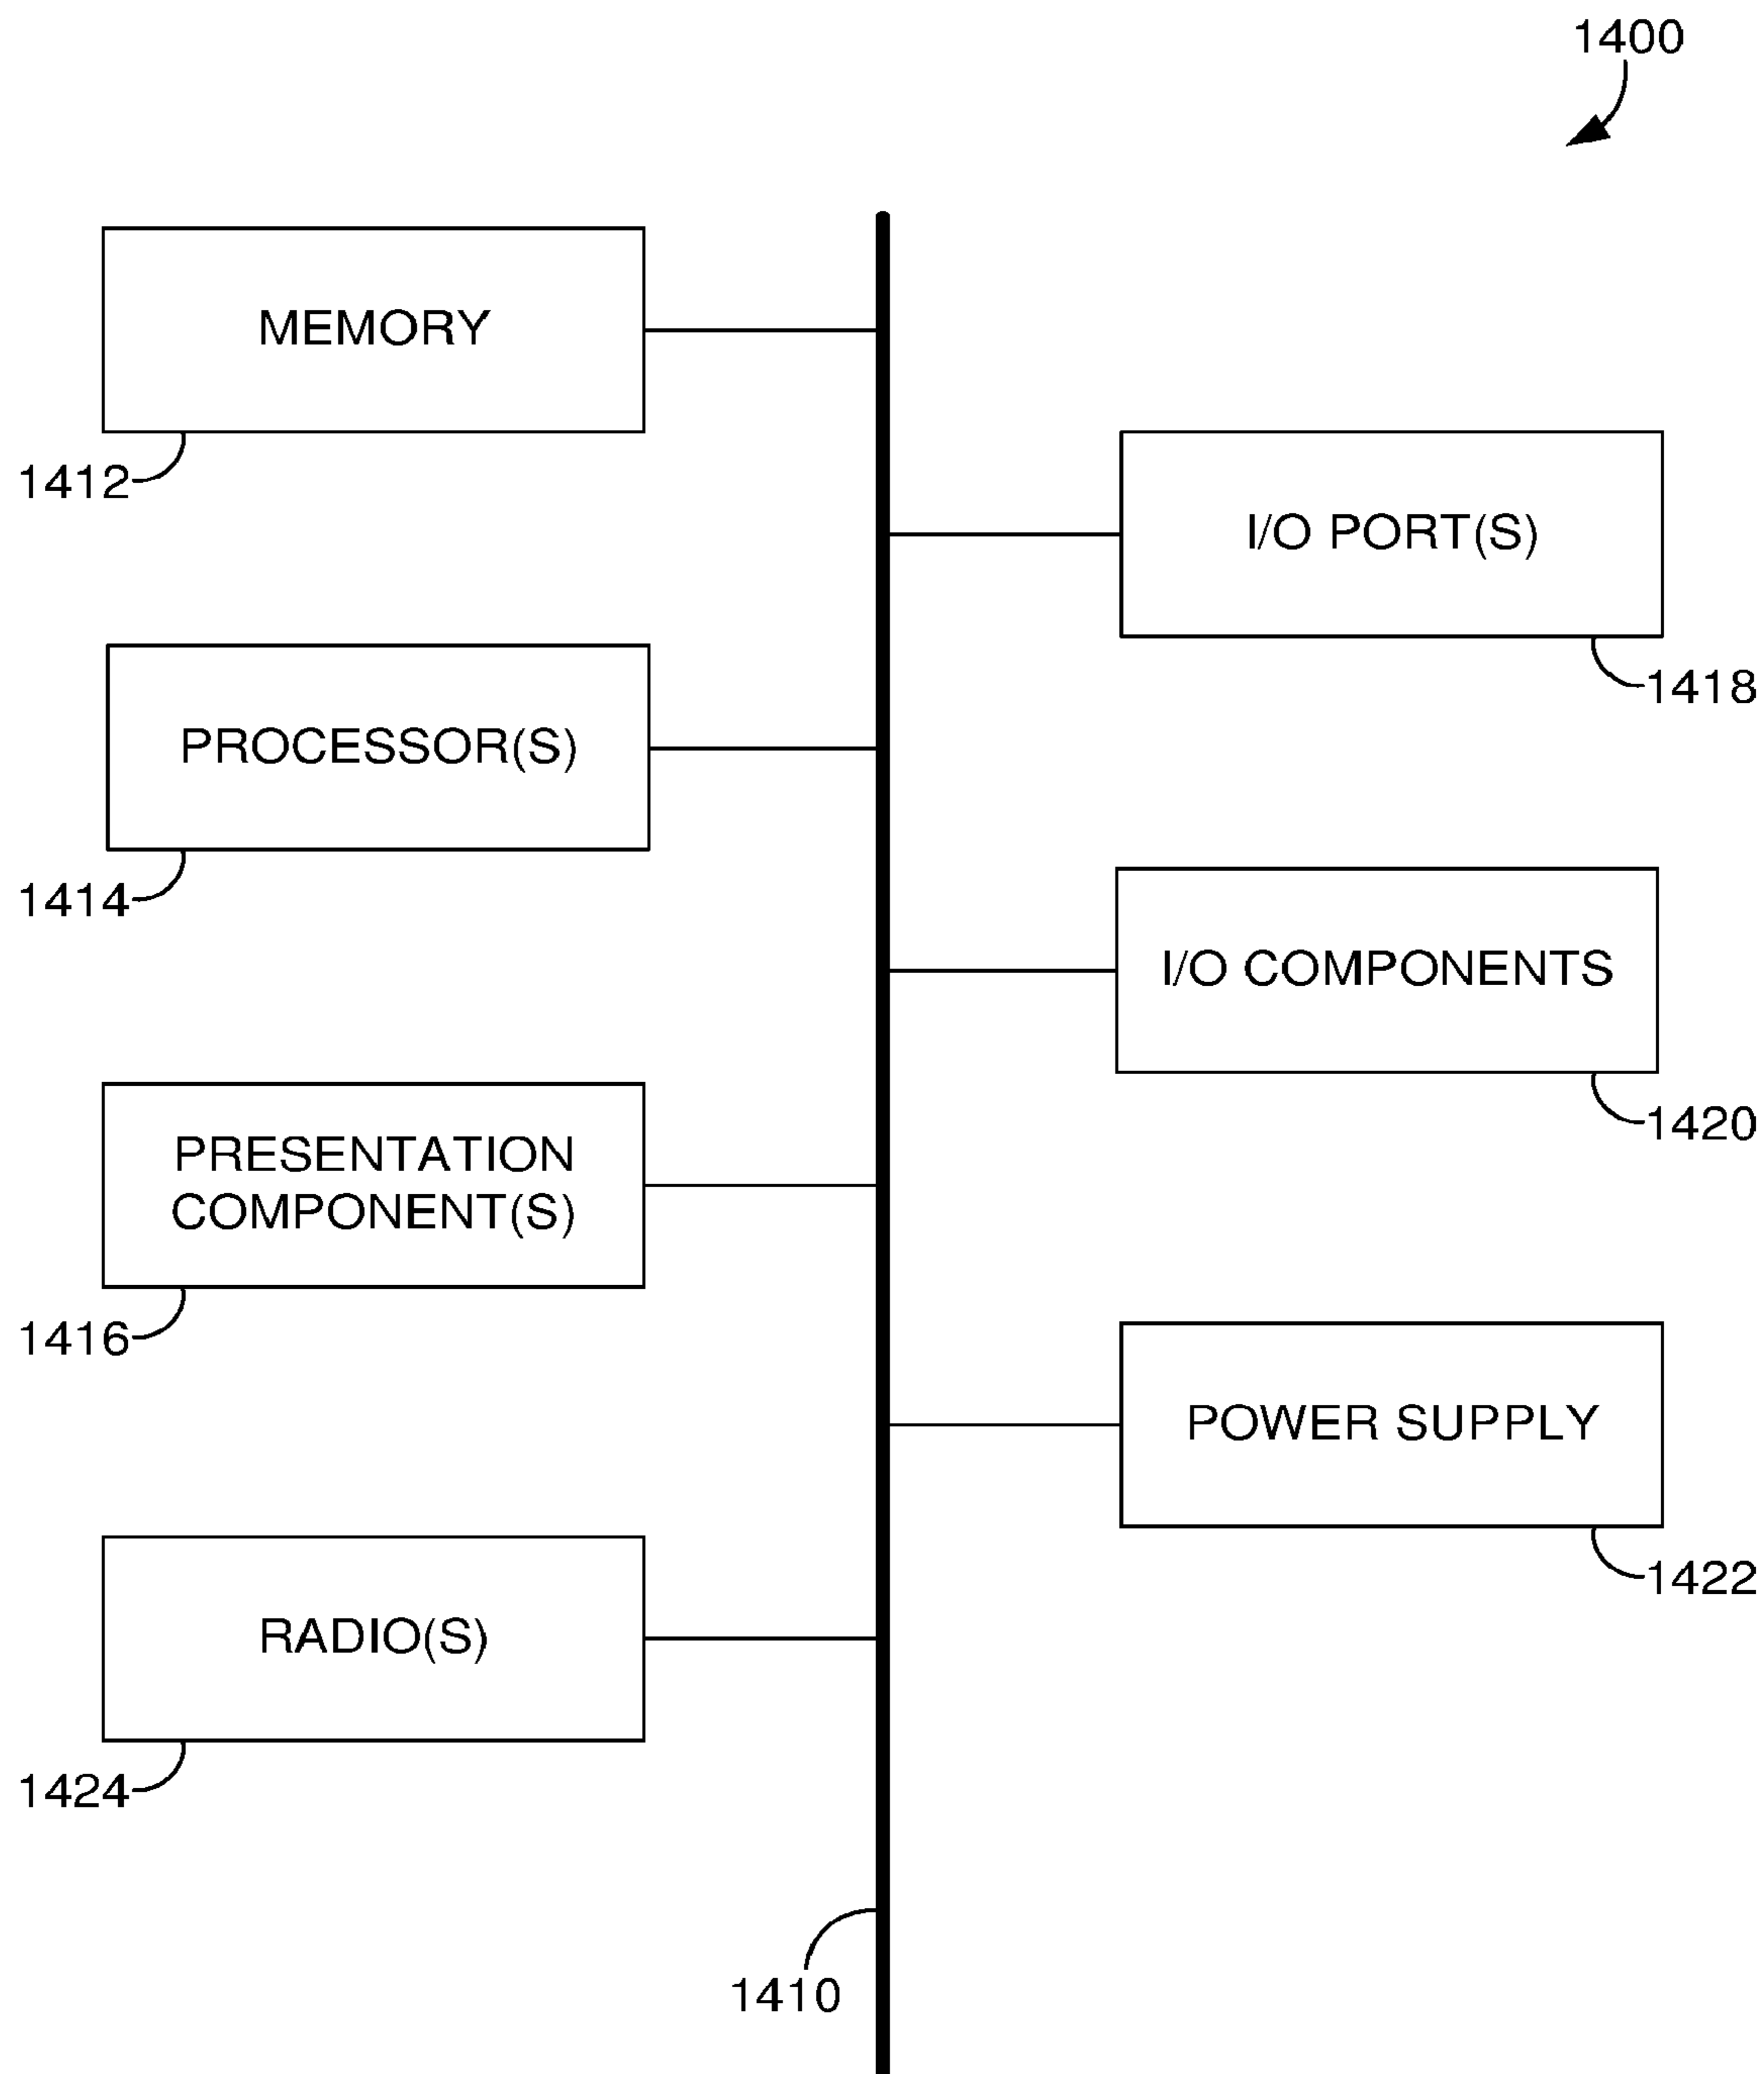 1400
MEMORY
1412
I/O PORT(S)
1418
PROCESSOR(S)
1414
I/O COMPONENTS
1420
PRESENTATION
COMPONENT(S)
1416
POWER SUPPLY
1422
RADIO(S)
1424
1410